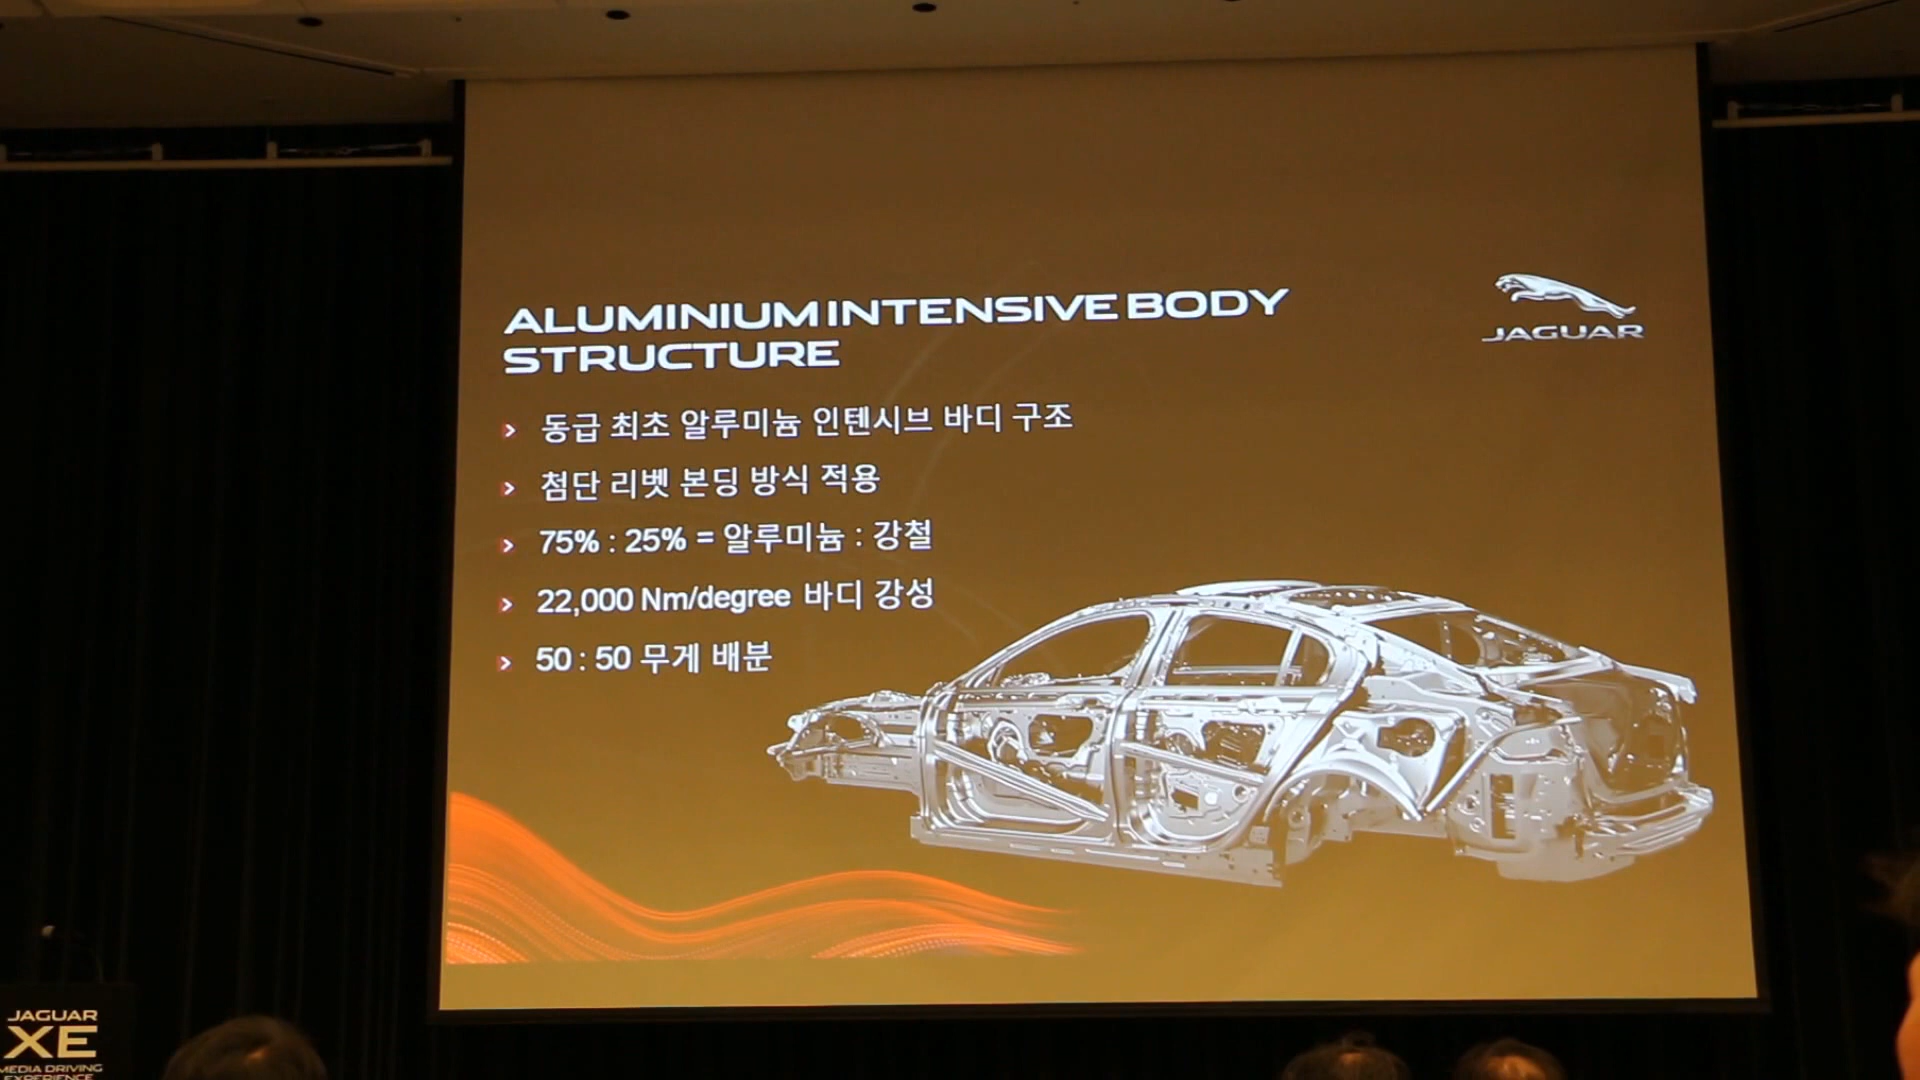 ALUMINIUM INTENSIVE BODY
STRUCTURE
JAGUAR
동급 최초 알루미늄 인텐시브 바디 구조
첨단 리벳 본딩 방식 적용
75% : 25% = 알루미늄 : 강철
22,000 Nm/degree 바디 강성
50 : 50 무게 배분
JAGUAR
XE
MEDIA DRIVING
EXPERIENCE